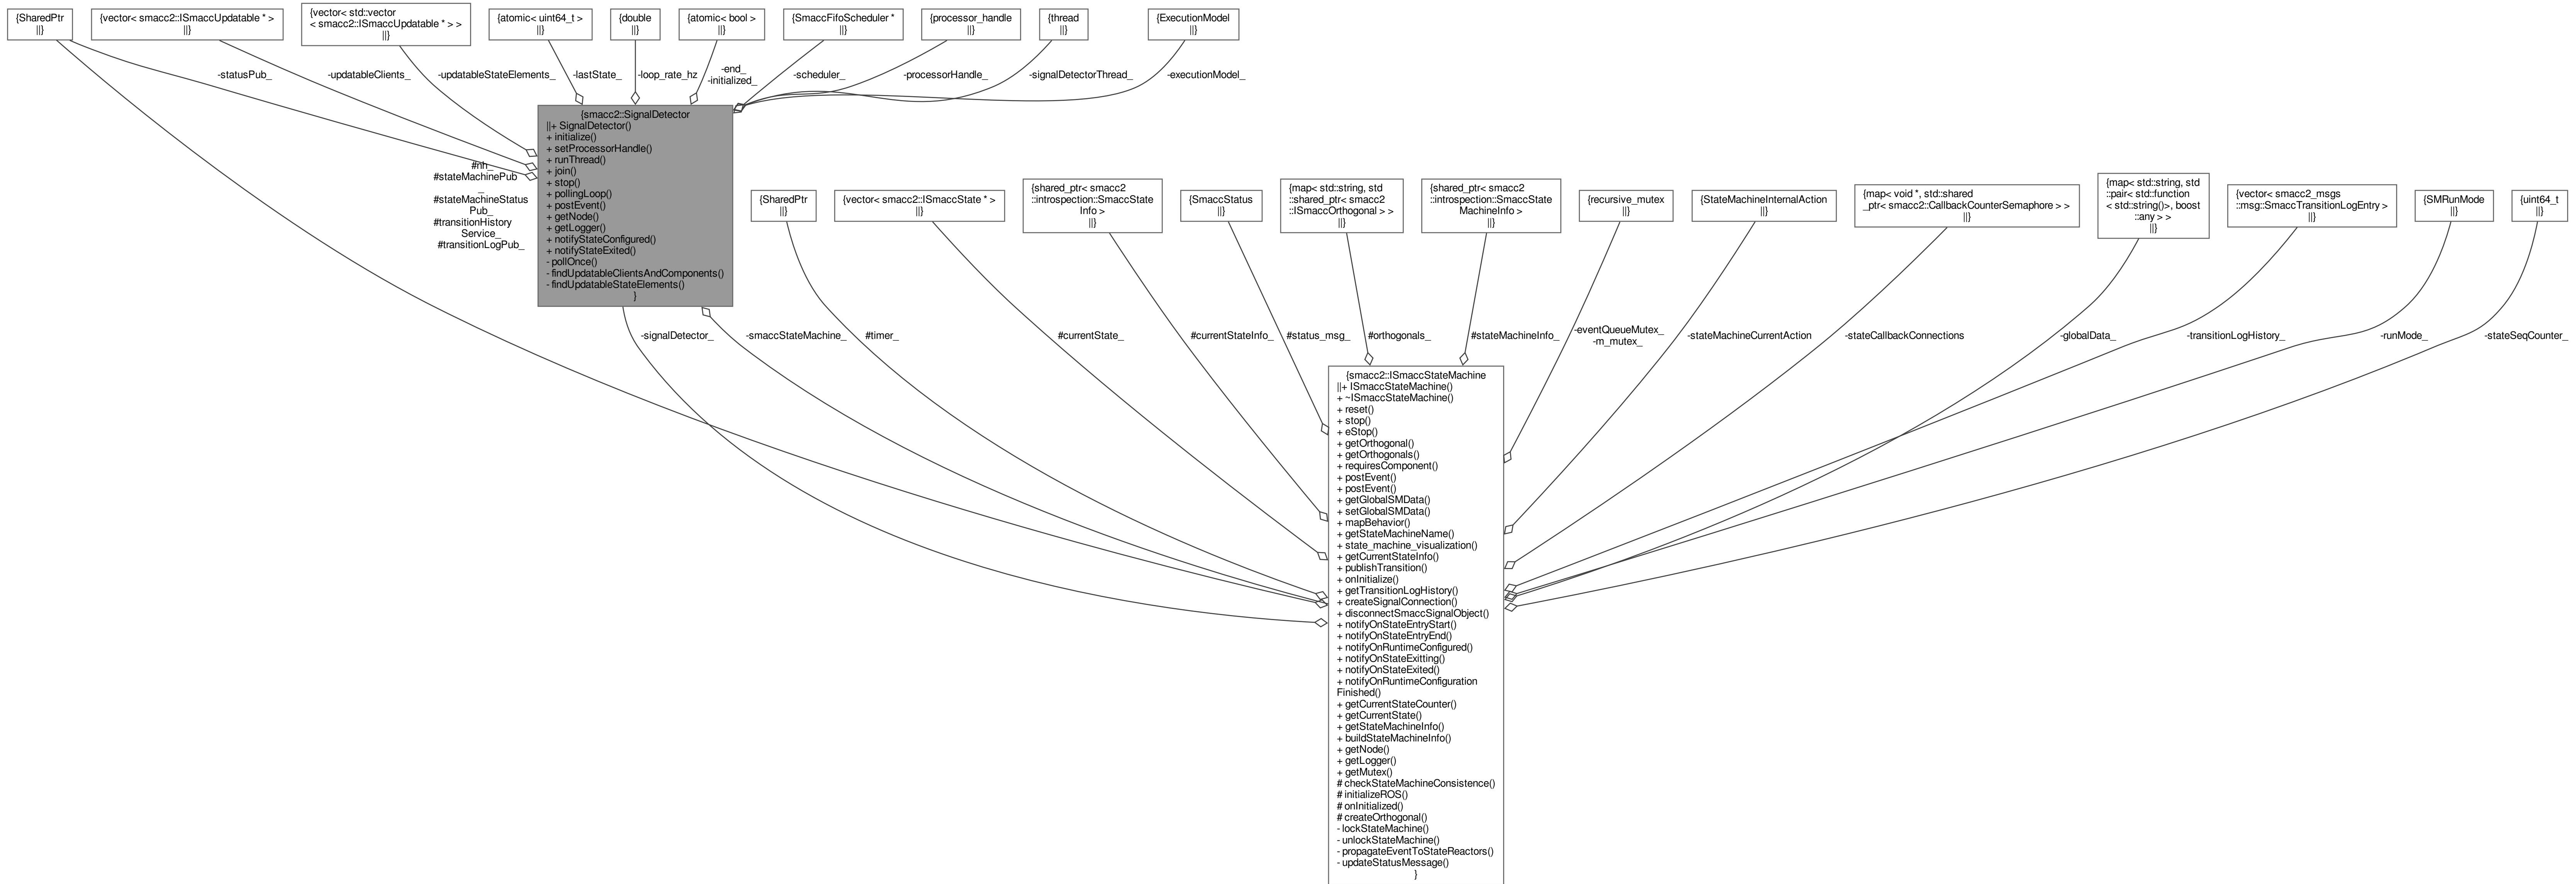 {SharedPtr
||}
{vector< smacc2::ISmaccUpdatable * >
||}
{vector< std::vector
< smacc2::ISmaccUpdatable * > >
||}
{atomic< uint64_t >
||}
{double
||}
{atomic< bool >
||}
{SmaccFifoScheduler *
||}
{processor_handle
||}
{thread
||}
{ExecutionModel
||}
-statusPub_
-updatableClients_
-updatableStateElements_
-lastState_
-loop_rate_hz
-end_
-initialized_
-scheduler_
-processorHandle_
-signalDetectorThread_
-executionModel_
{smacc2::SignalDetector
||+ SignalDetector()
+ initialize()
+ setProcessorHandle()
+ runThread()
+ join()
+ stop()
+ pollingLoop()
+ postEvent()
+ getNode()
+ getLogger()
+ notifyStateConfigured()
+ notifyStateExited()
- pollOnce()
- findUpdatableClientsAndComponents()
- findUpdatableStateElements()
}
#nh_
#stateMachinePub
_
#stateMachineStatus
Pub_
#transitionHistory
Service_
#transitionLogPub_
{SharedPtr
||}
{vector< smacc2::ISmaccState * >
||}
{shared_ptr< smacc2
::introspection::SmaccState
Info >
||}
{SmaccStatus
||}
{map< std::string, std
::shared_ptr< smacc2
::ISmaccOrthogonal > >
||}
{shared_ptr< smacc2
::introspection::SmaccState
MachineInfo >
||}
{recursive_mutex
||}
{StateMachineInternalAction
||}
{map< void *, std::shared
_ptr< smacc2::CallbackCounterSemaphore > >
||}
{map< std::string, std
::pair< std::function
< std::string()>, boost
::any > >
||}
{vector< smacc2_msgs
::msg::SmaccTransitionLogEntry >
||}
{SMRunMode
||}
{uint64_t
||}
-signalDetector_
-smaccStateMachine_
#timer_
#currentState_
#currentStateInfo_
#status_msg_
#orthogonals_
#stateMachineInfo_
-eventQueueMutex_
-m_mutex_
-stateMachineCurrentAction
-stateCallbackConnections
-globalData_
-transitionLogHistory_
-runMode_
-stateSeqCounter_
{smacc2::ISmaccStateMachine
||+ ISmaccStateMachine()
+ ~ISmaccStateMachine()
+ reset()
+ stop()
+ eStop()
+ getOrthogonal()
+ getOrthogonals()
+ requiresComponent()
+ postEvent()
+ postEvent()
+ getGlobalSMData()
+ setGlobalSMData()
+ mapBehavior()
+ getStateMachineName()
+ state_machine_visualization()
+ getCurrentStateInfo()
+ publishTransition()
+ onInitialize()
+ getTransitionLogHistory()
+ createSignalConnection()
+ disconnectSmaccSignalObject()
+ notifyOnStateEntryStart()
+ notifyOnStateEntryEnd()
+ notifyOnRuntimeConfigured()
+ notifyOnStateExitting()
+ notifyOnStateExited()
+ notifyOnRuntimeConfiguration
Finished()
+ getCurrentStateCounter()
+ getCurrentState()
+ getStateMachineInfo()
+ buildStateMachineInfo()
+ getNode()
+ getLogger()
+ getMutex()
# checkStateMachineConsistence()
# initializeROS()
# onInitialized()
# createOrthogonal()
- lockStateMachine()
- unlockStateMachine()
- propagateEventToStateReactors()
- updateStatusMessage()
}